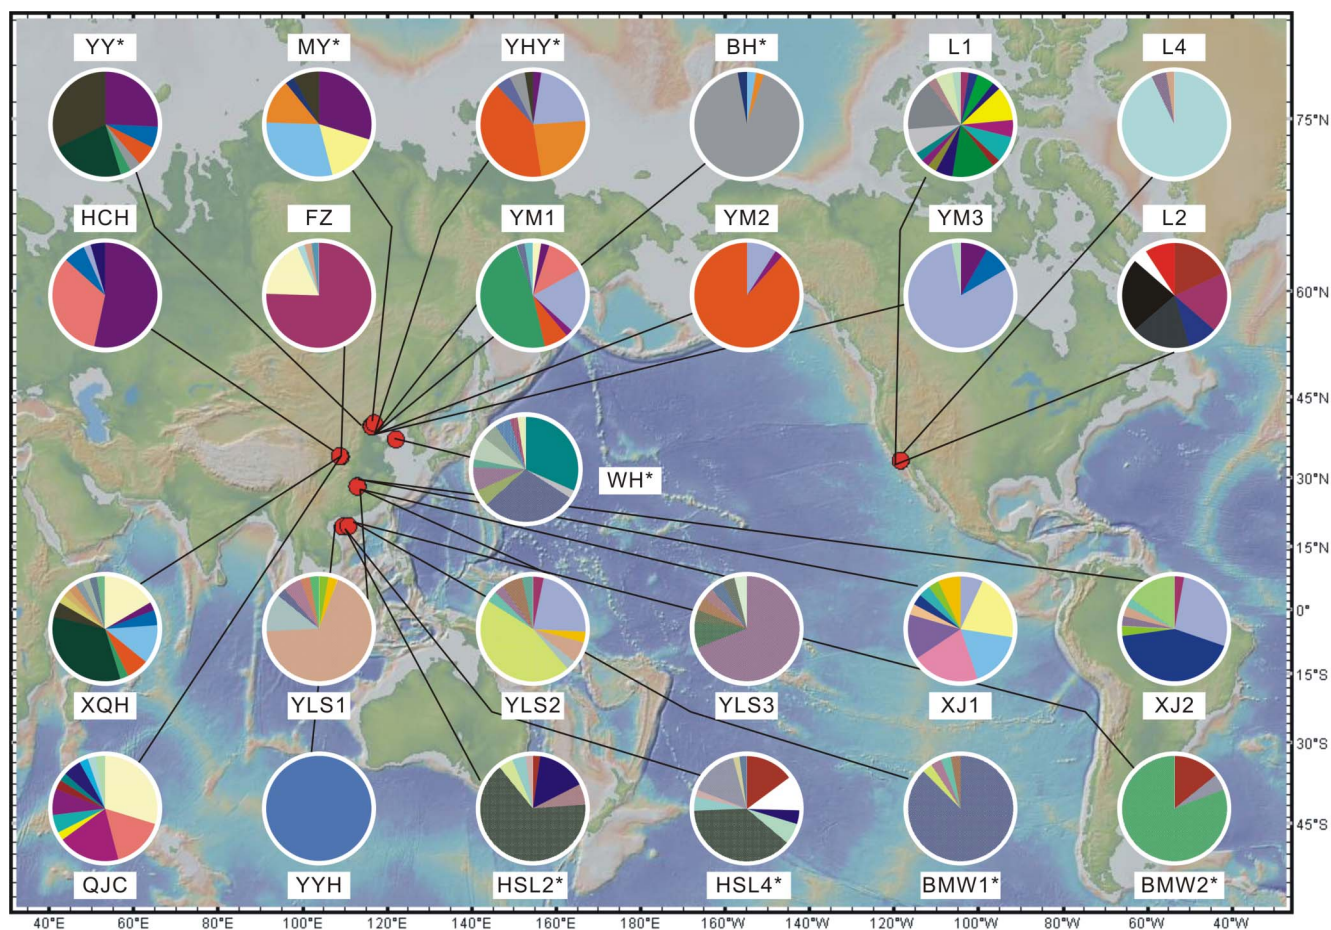 YY* MY* YHY* BH* L1 L4
75°N
HCH FZ YM1 YM2 YM3 L2
60°N
45°N
WH*
30°N
15°N
0°
XQH YLS1 YLS2 YLS3 XJ1 XJ2
15°S
30°S
45°S
QJC YYH HSL2* HSL4* BMW1* BMW2*
40°E 60°E 80°E 100°E 120°E 140°E 160°E 180° 160°W 140°W 120°W 100°W 80°W 60°W 40°W